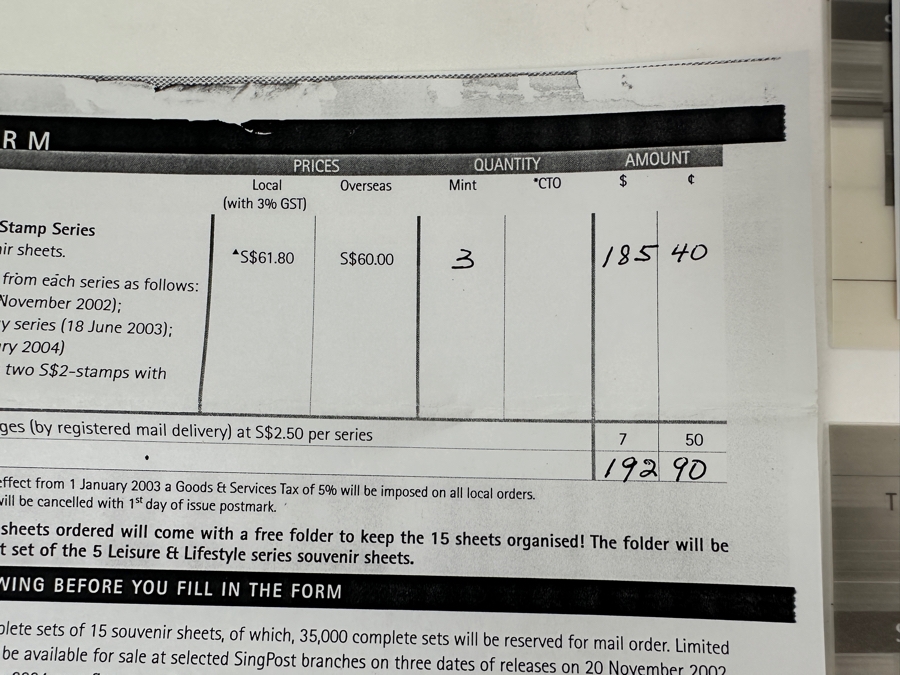 R M
PRICES QUANTITY AMOUNT
Local Overseas Mint *CTO $ ¢
(with 3% GST)
Stamp Series
ir sheets. ▲S$61.80 S$60.00 3 185 40
from each series as follows:
November 2002);
y series (18 June 2003);
ry 2004)
two S$2-stamps with
ges (by registered mail delivery) at S$2.50 per series 7 50
192 90
effect from 1 January 2003 a Goods & Services Tax of 5% will be imposed on all local orders.
will be cancelled with 1st day of issue postmark.
sheets ordered will come with a free folder to keep the 15 sheets organised! The folder will be
t set of the 5 Leisure & Lifestyle series souvenir sheets.
WING BEFORE YOU FILL IN THE FORM
plete sets of 15 souvenir sheets, of which, 35,000 complete sets will be reserved for mail order. Limited
be available for sale at selected SingPost branches on three dates of releases on 20 November 2002,